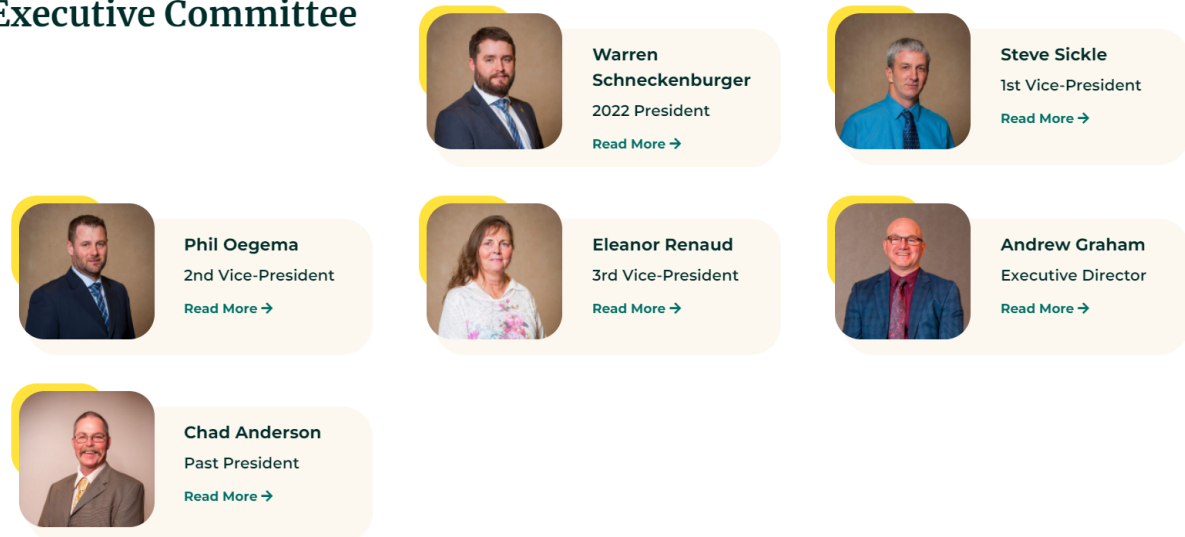 Executive Committee
Warren
Schneckenburger
2022 President
Read More →
Steve Sickle
1st Vice-President
Read More →
Phil Oegema
2nd Vice-President
Read More →
Eleanor Renaud
3rd Vice-President
Read More →
Andrew Graham
Executive Director
Read More →
Chad Anderson
Past President
Read More →